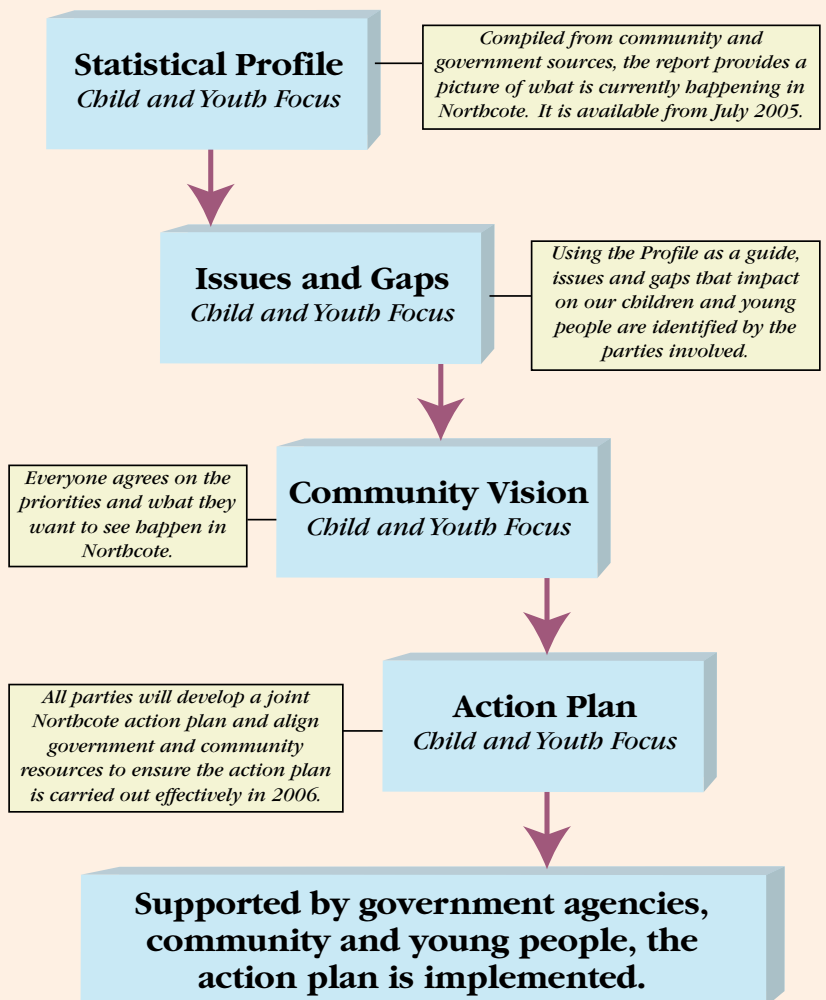 Statistical Profile
Child and Youth Focus
Compiled from community and
government sources, the report provides a
picture of what is currently happening in
Northcote. It is available from July 2005.
Issues and Gaps
Child and Youth Focus
Using the Profile as a guide,
issues and gaps that impact
on our children and young
people are identified by the
parties involved.
Community Vision
Child and Youth Focus
Everyone agrees on the
priorities and what they
want to see happen in
Northcote.
Action Plan
Child and Youth Focus
All parties will develop a joint
Northcote action plan and align
government and community
resources to ensure the action plan
is carried out effectively in 2006.
Supported by government agencies,
community and young people, the
action plan is implemented.